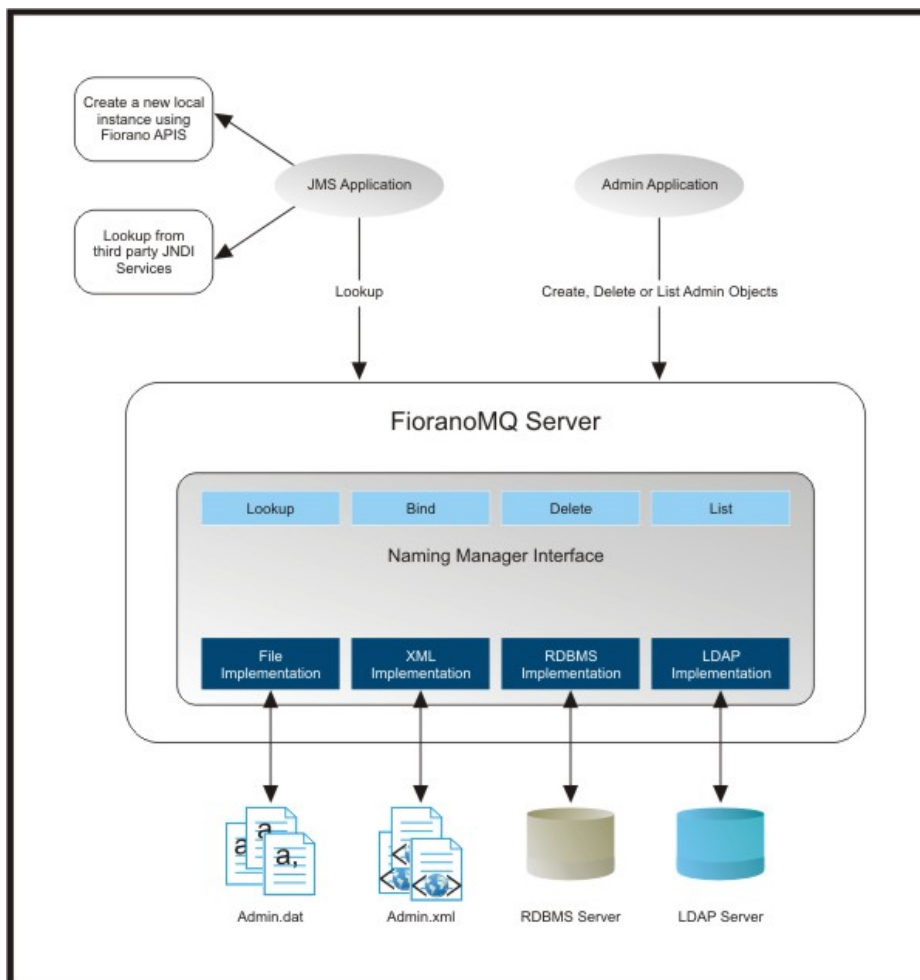 Create a new local
instance using
Fiorano APIS
JMS Application
Admin Application
Lookup from
third party JNDI
Services
Lookup
Create, Delete or List Admin Objects
FioranoMQ Server
Lookup
Bind
Delete
List
Naming Manager Interface
File
Implementation
XML
Implementation
RDBMS
Implementation
LDAP
Implementation
a
a
a,
<
<
>
<
>
Admin.dat
Admin.xml
RDBMS Server
LDAP Server